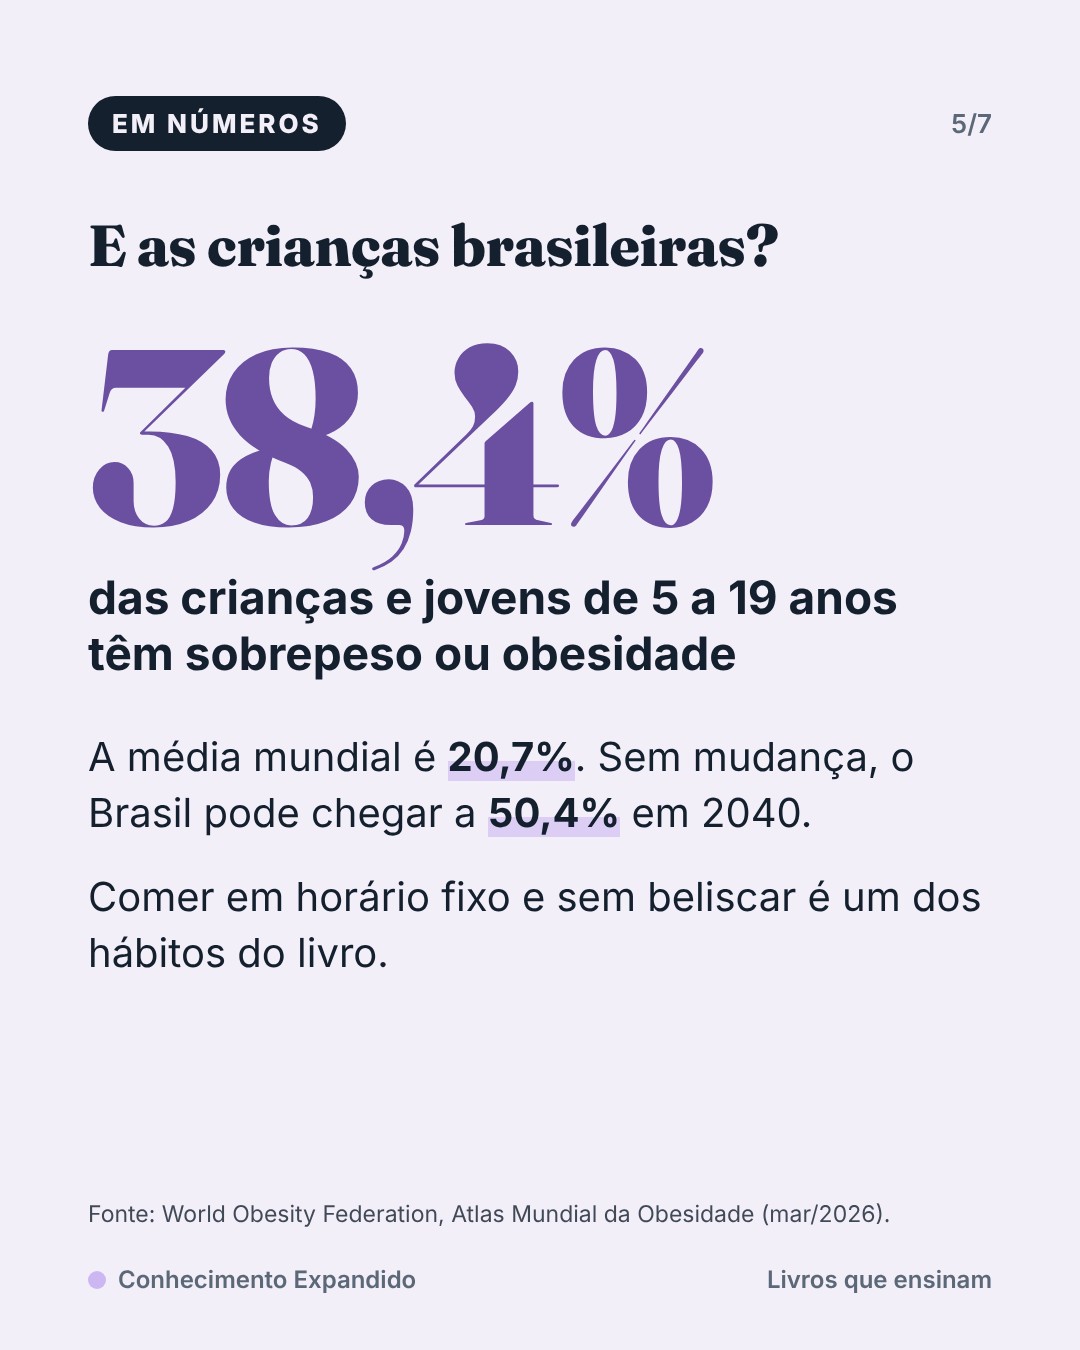 EM NÚMEROS
5/7
E as crianças brasileiras?
38,4%
das crianças e jovens de 5 a 19 anos
têm sobrepeso ou obesidade
A média mundial é 20,7%. Sem mudança, o
Brasil pode chegar a 50,4% em 2040.
Comer em horário fixo e sem beliscar é um dos
hábitos do livro.
Fonte: World Obesity Federation, Atlas Mundial da Obesidade (mar/2026).
Conhecimento Expandido
Livros que ensinam